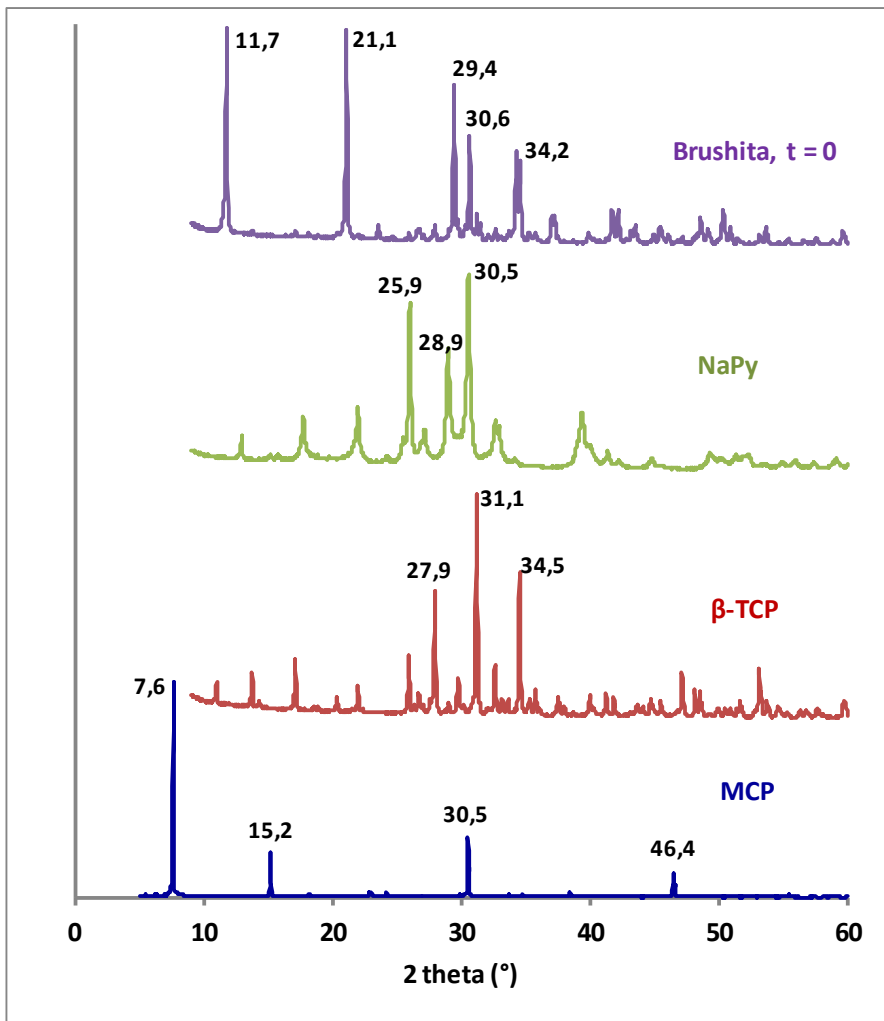 11,7
21,1
29,4
30,6
34,2
Brushita, t = 0
25,9
28,9
30,5
NaPy
27,9
31,1
34,5
β-TCP
7,6
15,2
30,5
46,4
MCP
0 10 20 30 40 50 60
2 theta (°)